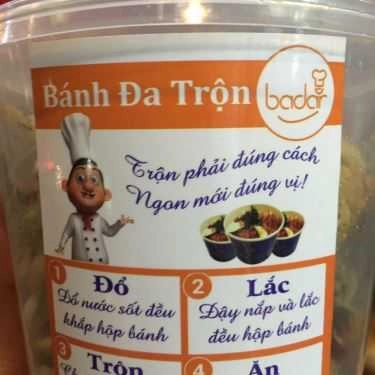 Bánh Đa Trộn
badar
Trộn phải đúng cách
Ngon mới đúng vị!
1
Đổ
Đổ nước sốt đều
khắp hộp bánh
2
Lắc
Dậy nắp và lắc
đều hộp bánh
3
Trộn
4
Ăn